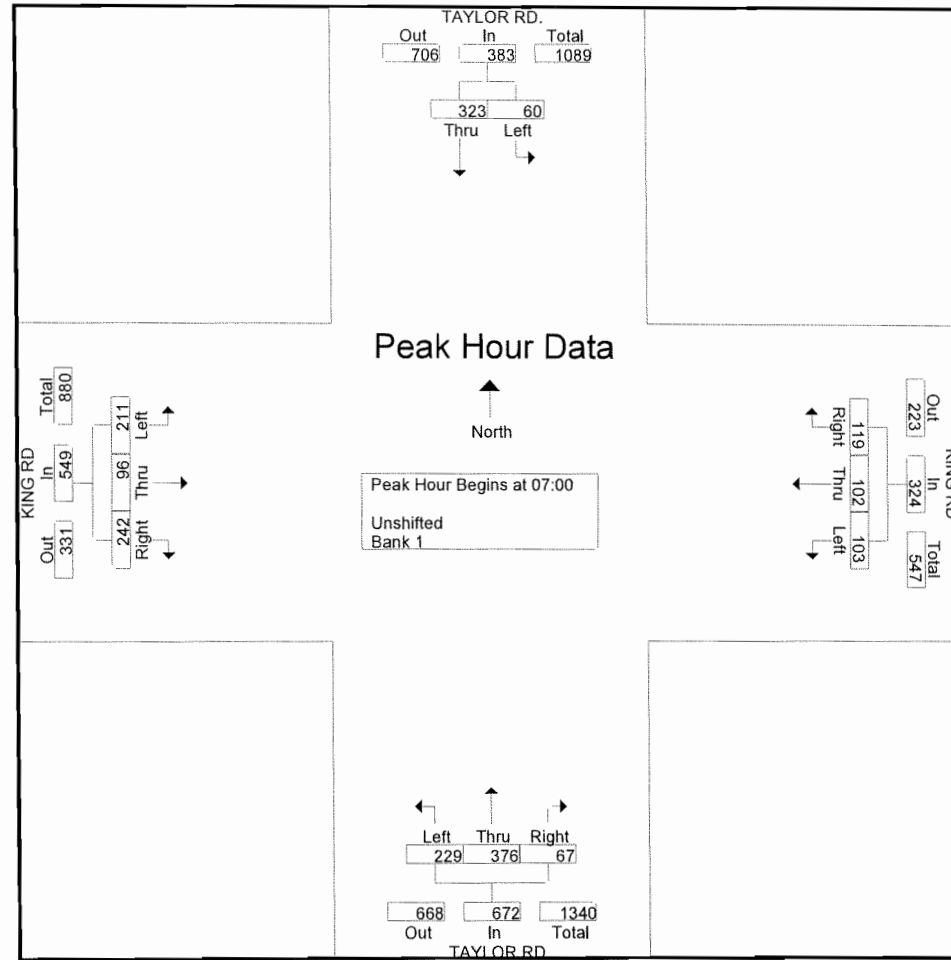 TAYLOR RD.
Out In Total
706 383 1089
323 60
Thru Left
Peak Hour Data
North
Peak Hour Begins at 07:00
Unshifted
Bank 1
KING RD
Out In Total
331 549 880
242 96 211
Right Thru Left
KING RD
Out In Total
223 324 547
119 102 103
Right Thru Left
Left Thru Right
229 376 67
668 672 1340
Out In Total
TAYLOR RD